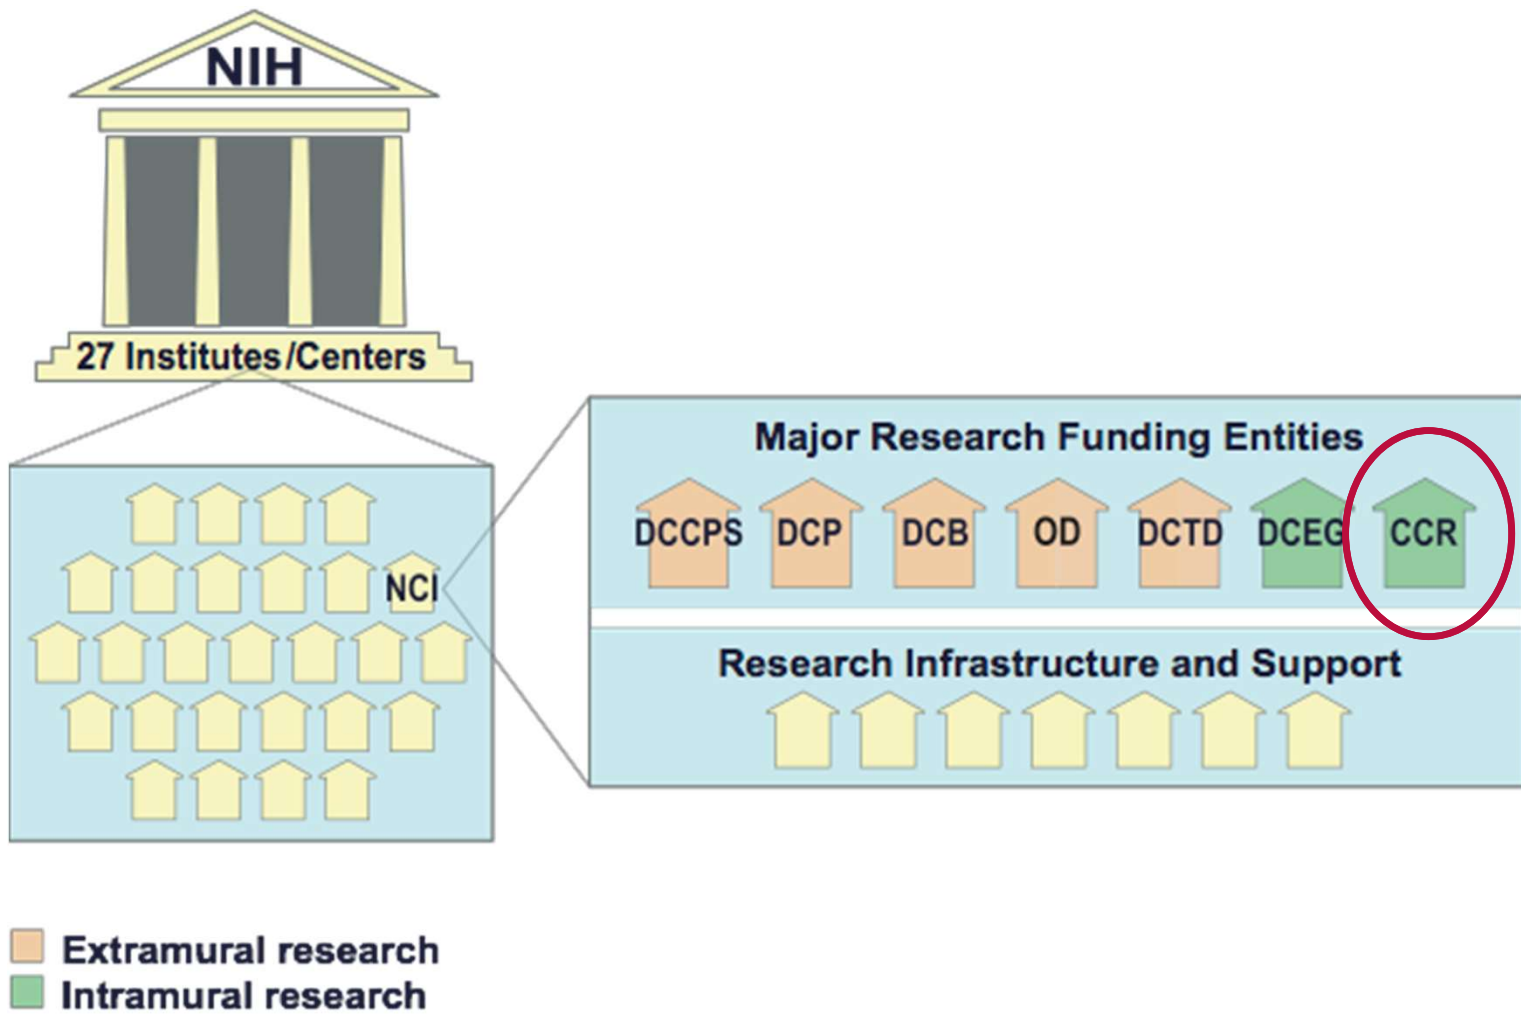 NIH
27 Institutes/Centers
NCI
Major Research Funding Entities
DCCPS DCP DCB OD DCTD DCEG CCR
Research Infrastructure and Support
Extramural research
Intramural research